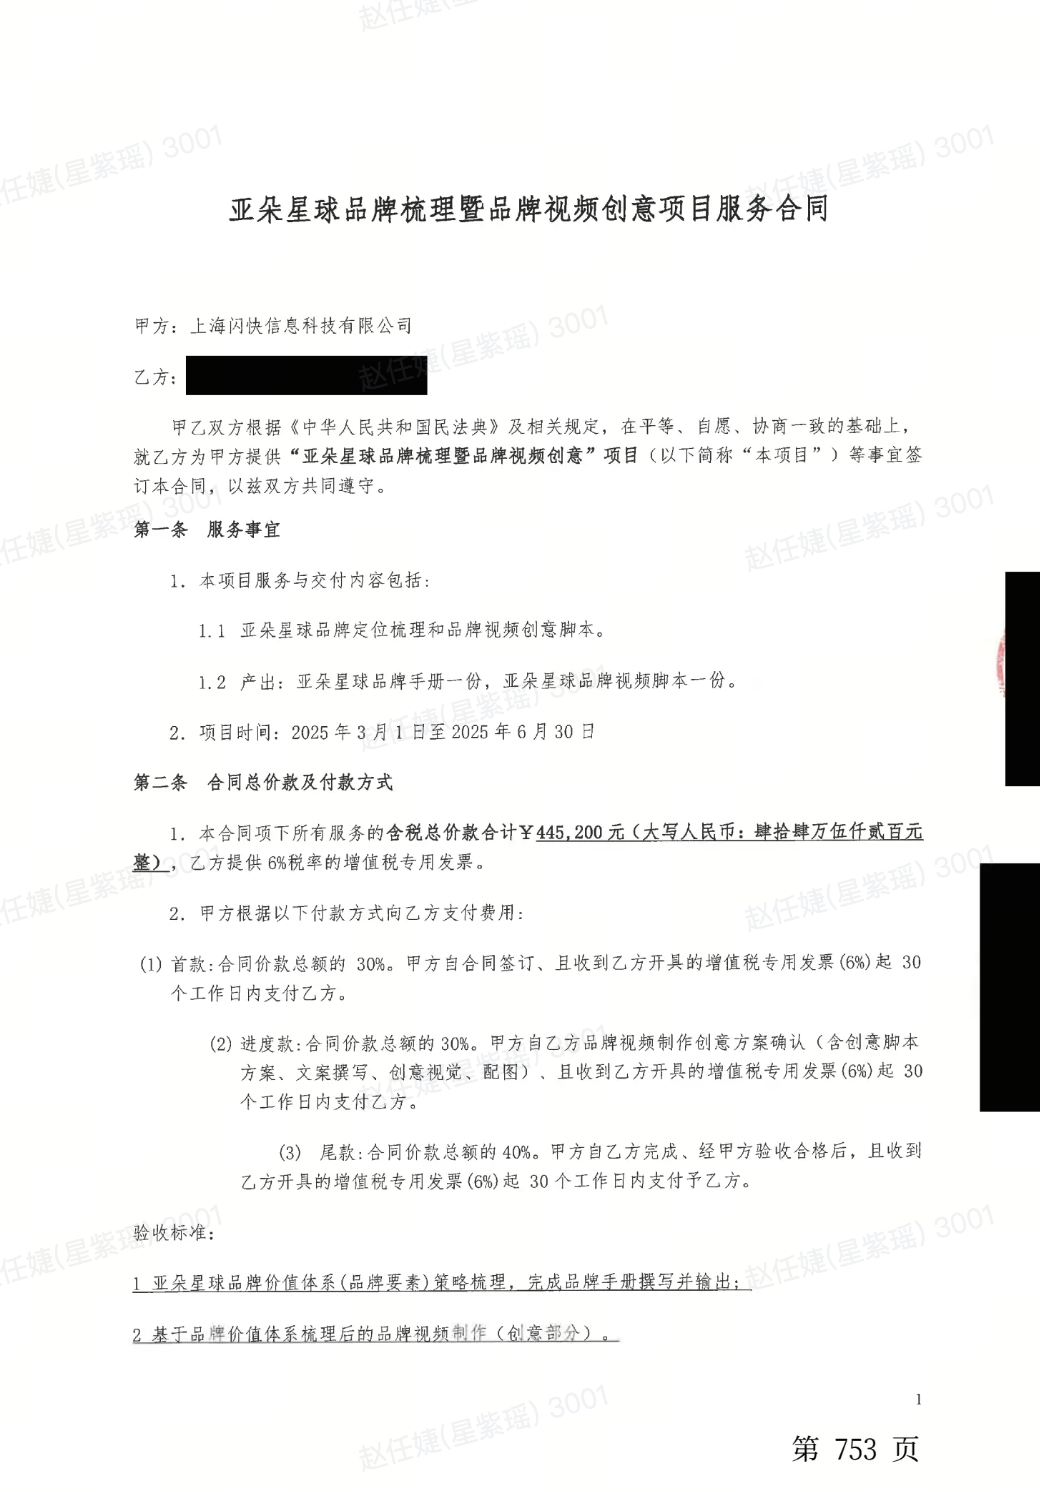 亚朵星球品牌梳理暨品牌视频创意项目服务合同
甲方：上海闪快信息科技有限公司
乙方：
甲乙双方根据《中华人民共和国民法典》及相关规定，在平等、自愿、协商一致的基础上，
就乙方为甲方提供“亚朵星球品牌梳理暨品牌视频创意”项目（以下简称“本项目”）等事宜签
订本合同，以兹双方共同遵守。
第一条 服务事宜
1. 本项目服务与交付内容包括:
1.1 亚朵星球品牌定位梳理和品牌视频创意脚本。
1.2 产出：亚朵星球品牌手册一份，亚朵星球品牌视频脚本一份。
2. 项目时间：2025 年 3 月 1 日至 2025 年 6 月 30 日
第二条 合同总价款及付款方式
1. 本合同项下所有服务的含税总价款合计￥445,200 元（大写人民币：肆拾肆万伍仟贰百元
整），乙方提供 6%税率的增值税专用发票。
2. 甲方根据以下付款方式向乙方支付费用:
(1) 首款:合同价款总额的 30%。甲方自合同签订、且收到乙方开具的增值税专用发票(6%)起 30
个工作日内支付乙方。
(2) 进度款:合同价款总额的 30%。甲方自乙方品牌视频制作创意方案确认（含创意脚本
方案、文案撰写、创意视觉、配图）、且收到乙方开具的增值税专用发票(6%)起 30
个工作日内支付乙方。
(3) 尾款:合同价款总额的 40%。甲方自乙方完成、经甲方验收合格后，且收到
乙方开具的增值税专用发票(6%)起 30 个工作日内支付予乙方。
验收标准：
1 亚朵星球品牌价值体系(品牌要素)策略梳理，完成品牌手册撰写并输出；
2 基于品牌价值体系梳理后的品牌视频制作（创意部分）。
1
第 753 页
赵任婕(星紫瑶) 3001